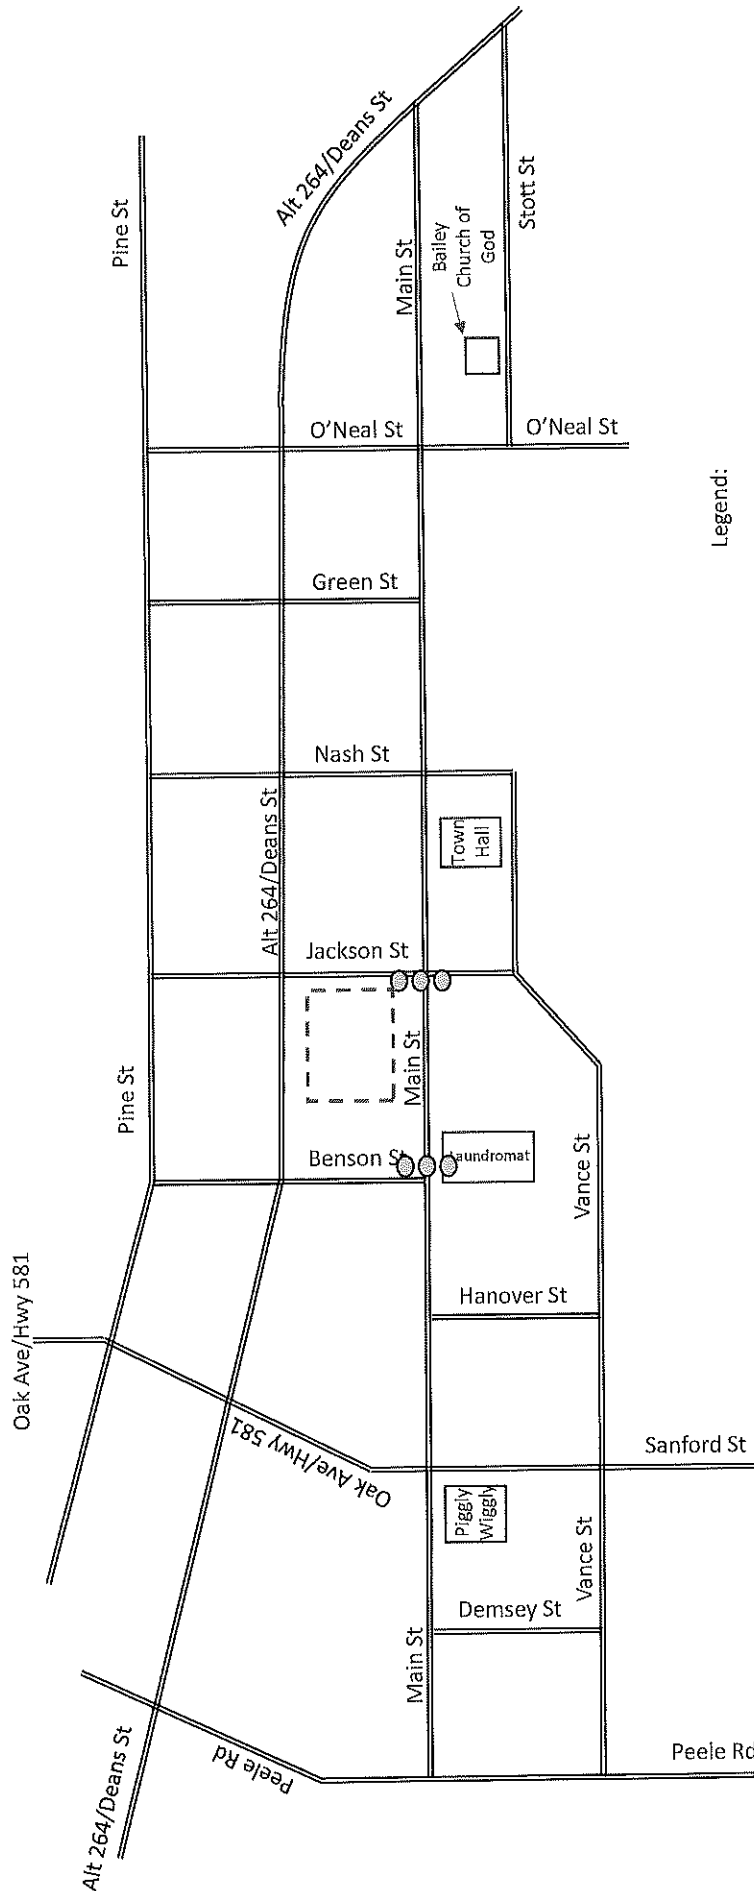 Pine St
Alt 264/Deans St
Main St
Bailey
Church of
God
Stott St
O'Neal St
O'Neal St
Legend:
Green St
Nash St
Town
Hall
Alt 264/Deans St
Jackson St
Main St
Pine St
Benson St
Laundromat
Vance St
Oak Ave/Hwy 581
Hanover St
Oak Ave/Hwy 581
Sanford St
Piggly
Wiggly
Vance St
Demsey St
Main St
Alt 264/Deans St
Peele Rd
Peele Rd